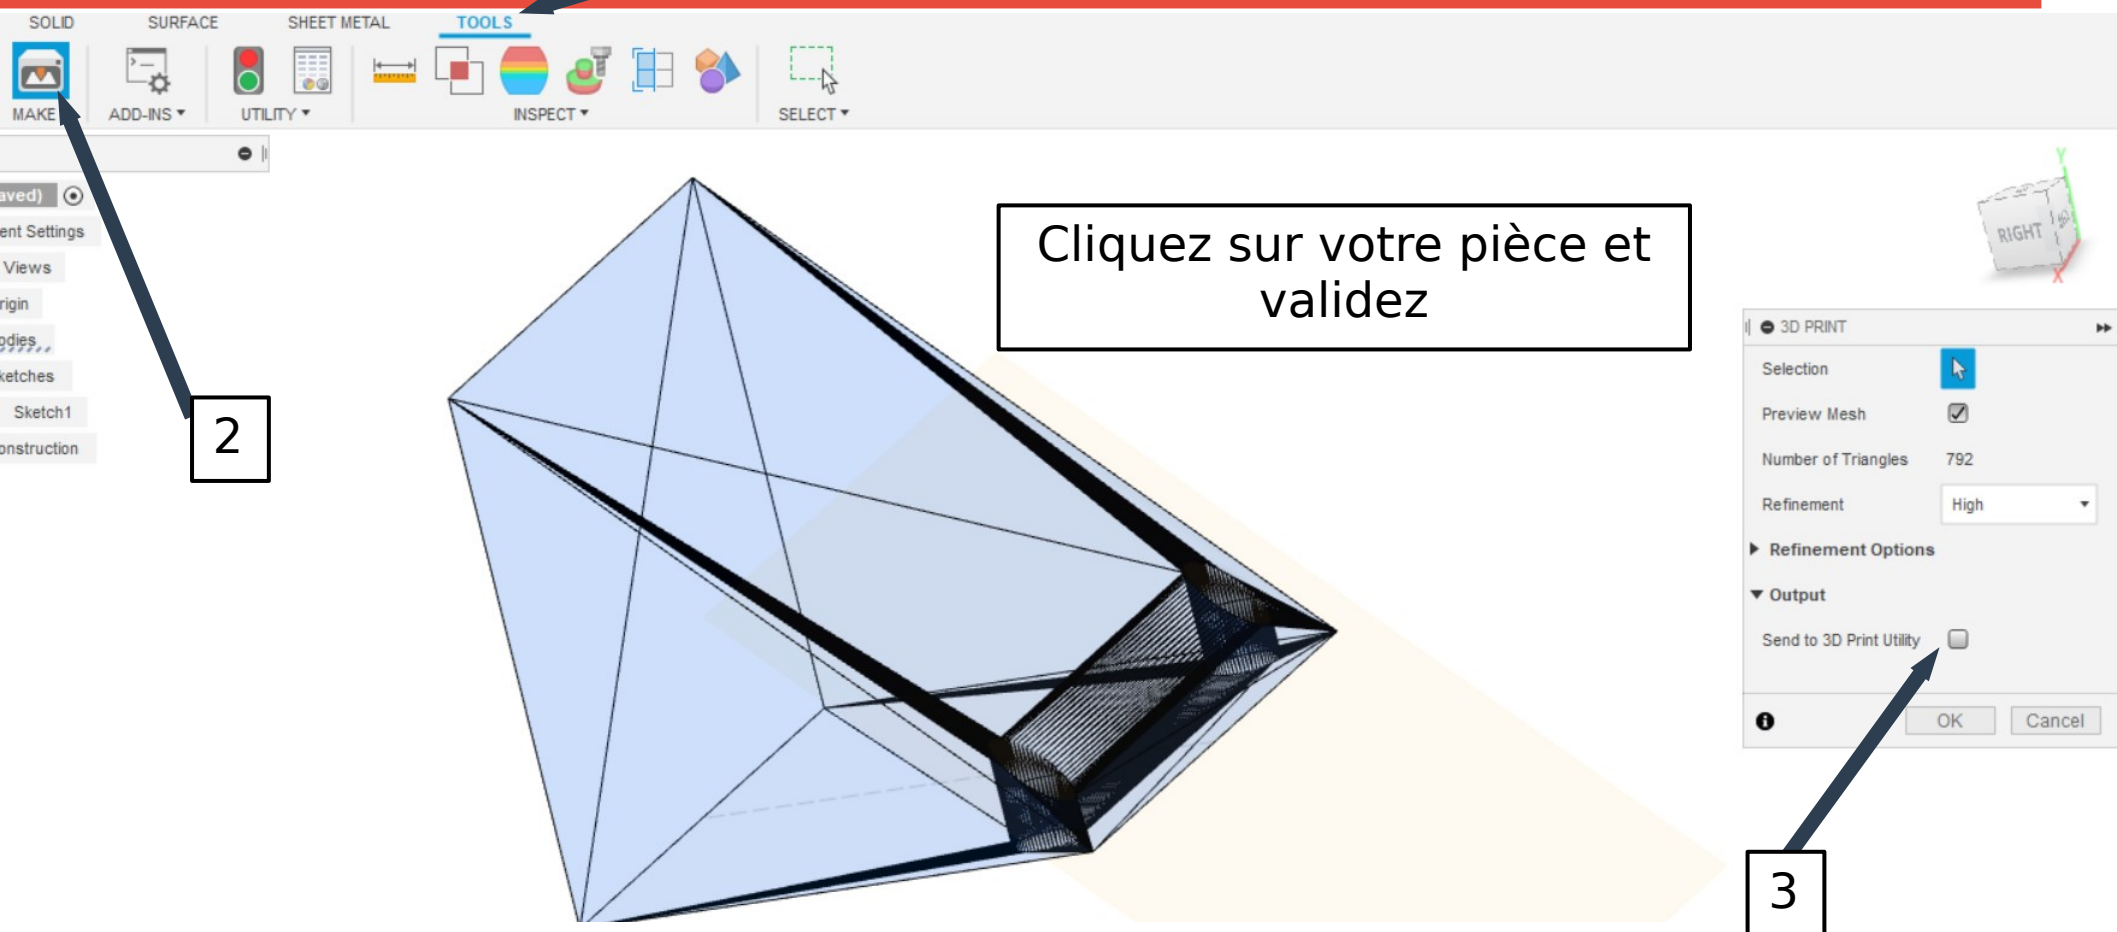 SOLID SURFACE SHEET METAL TOOLS
MAKE ADD-INS UTILITY INSPECT SELECT
aved)
ent Settings
Views
rigin
odies
ketches
Sketch1
onstruction
2
Cliquez sur votre pièce et
validez
Y
RIGHT
X
3D PRINT
Selection
Preview Mesh
Number of Triangles 792
Refinement High
Refinement Options
Output
Send to 3D Print Utility
OK Cancel
3